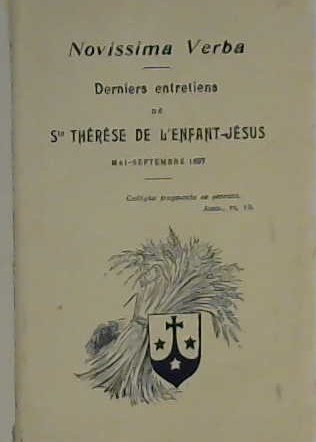 Novissima Verba
Derniers entretiens
DE
Ste THÉRÈSE DE L'ENFANT-JÉSUS
MAI-SEPTEMBRE 1897
Colligite fragmenta ne pereant.
Joan., VI, 12.